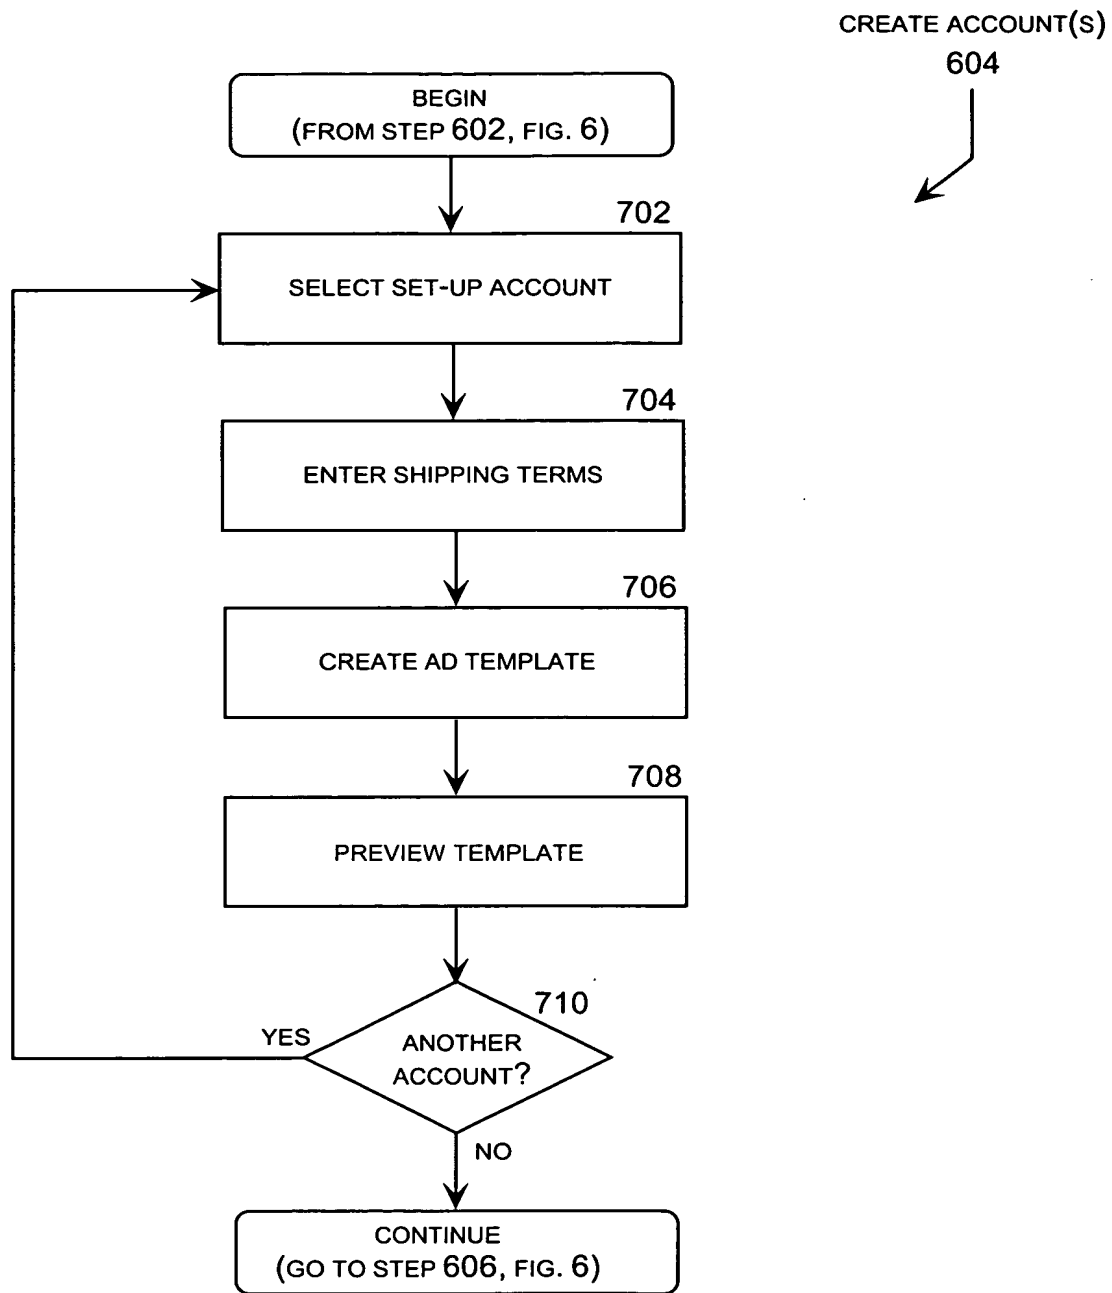 CREATE ACCOUNT(S)
604
BEGIN
(FROM STEP 602, FIG. 6)
702
SELECT SET-UP ACCOUNT
704
ENTER SHIPPING TERMS
706
CREATE AD TEMPLATE
708
PREVIEW TEMPLATE
710
YES
ANOTHER
ACCOUNT?
NO
CONTINUE
(GO TO STEP 606, FIG. 6)